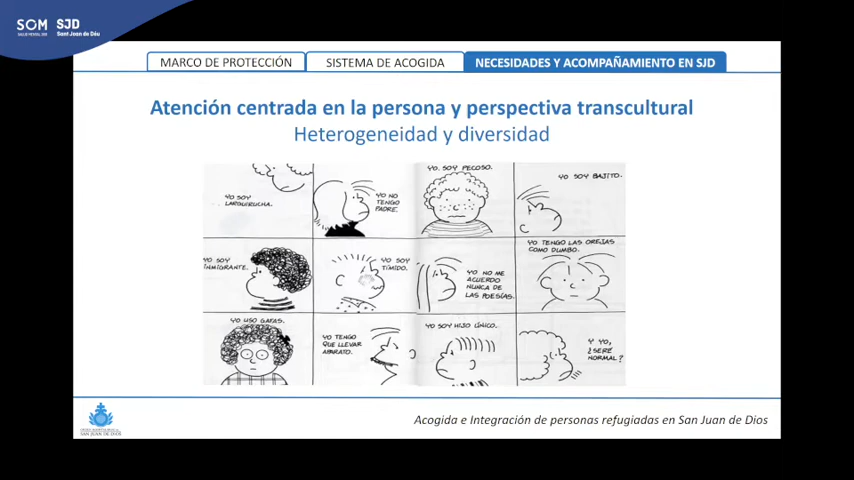 SOM
SALUT MENTAL 360
SJD
Sant Joan de Déu
MARCO DE PROTECCIÓN
SISTEMA DE ACOGIDA
NECESIDADES Y ACOMPAÑAMIENTO EN SJD
Atención centrada en la persona y perspectiva transcultural
Heterogeneidad y diversidad
YO SOY
LARGUIRUCHA.
YO NO
TENGO
PADRE.
YO SOY PECOSO.
YO SOY BAJITO.
YO SOY
INMIGRANTE.
YO SOY
TÍMIDO.
YO NO ME
ACUERDO
NUNCA DE
LAS POESÍAS.
YO TENGO LAS OREJAS
COMO DUMBO.
YO USO GAFAS.
YO TENGO
QUE LLEVAR
APARATO.
YO SOY HIJO ÚNICO.
Y YO,
¿SERÉ
NORMAL?
SAN JUAN DE DIOS
Acogida e Integración de personas refugiadas en San Juan de Dios